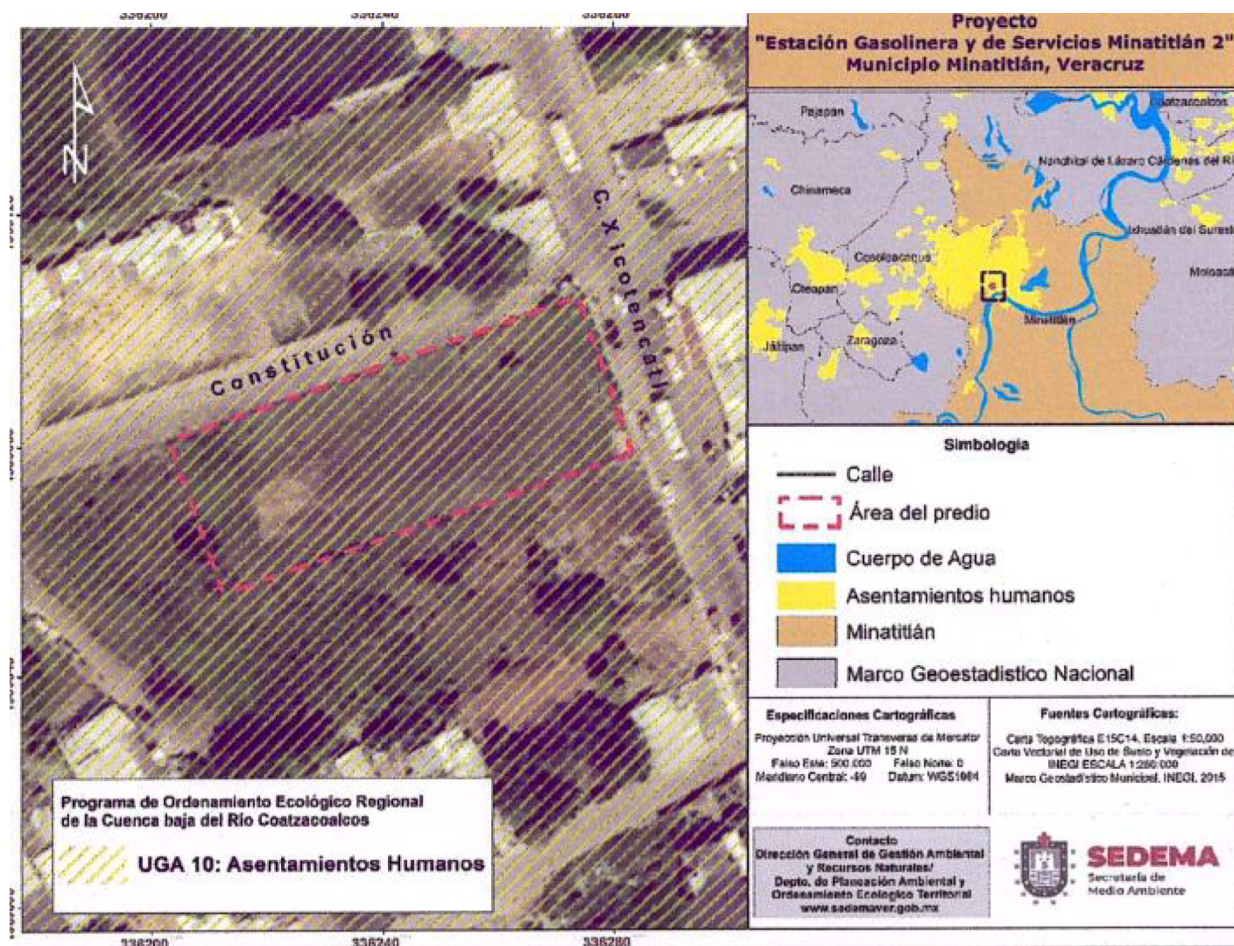 336200 336240 336280
Proyecto
"Estación Gasolinera y de Servicios Minatitlán 2"
Municipio Minatitlán, Veracruz
N
C. Xicotencatl
Constitución
Pajapan
Coatzacoalcos
Nanchital de Lázaro Cárdenas del Rí
Chinameca
Ixhuatlán del Sureste
Cosoleacaque
Moloacá
Oteapan
Minatitlán
Jáltipan
Zaragoza
Simbología
Calle
Área del predio
Cuerpo de Agua
Asentamientos humanos
Minatitlán
Marco Geoestadistico Nacional
Especificaciones Cartográficas
Proyección Universal Transversa de Mercator
Zona UTM 15 N
Falso Este: 500,000 Falso Norte: 0
Meridiano Central: -99 Datum: WGS1984
Fuentes Cartográficas:
Carta Topográfica E15C14, Escala 1:50,000
Carta Vectorial de Uso de Suelo y Vegetación de
INEGI ESCALA 1:250:000
Marco Geostadístico Municipal, INEGI, 2015
Programa de Ordenamiento Ecológico Regional
de la Cuenca baja del Río Coatzacoalcos
UGA 10: Asentamientos Humanos
Contacto
Dirección General de Gestión Ambiental
y Recursos Naturales/
Depto. de Planeación Ambiental y
Ordenamiento Ecologico Territorial
www.sedemaver.gob.mx
SEDEMA
Secretaría de
Medio Ambiente
336200 336240 336280